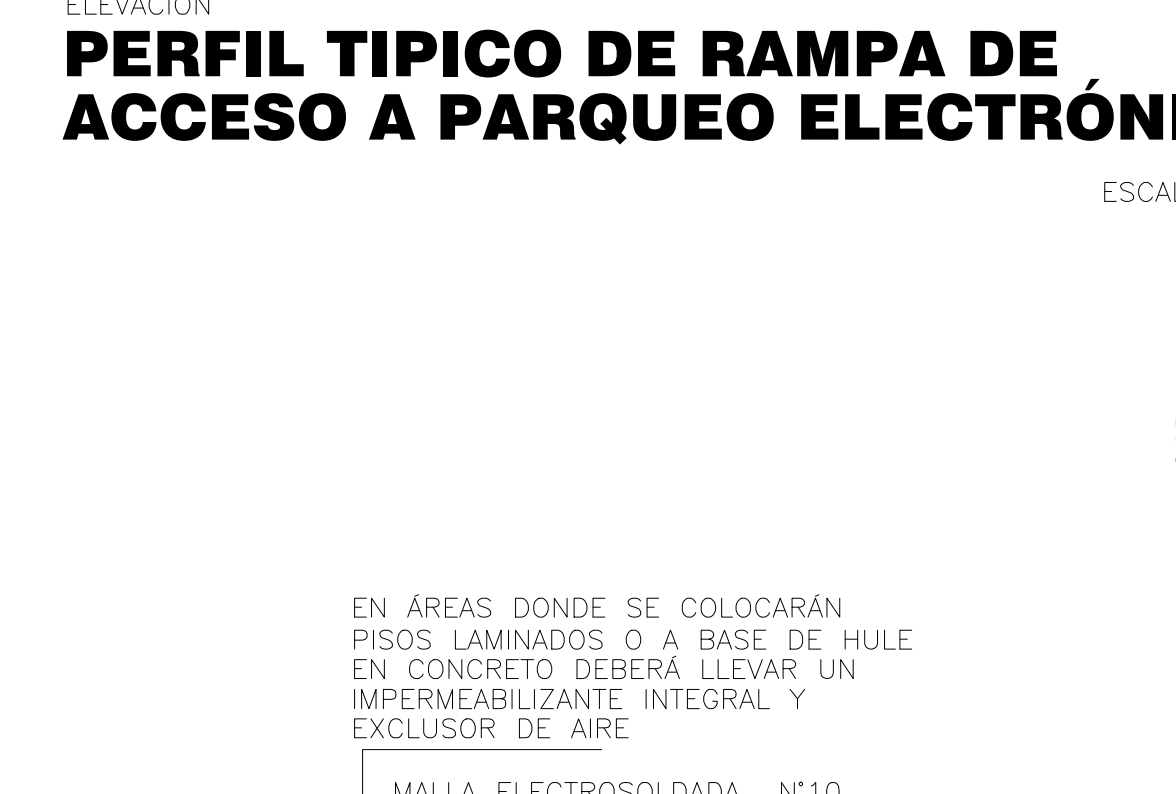 ELEVACIÓN
PERFIL TIPICO DE RAMPA DE
ACCESO A PARQUEO ELECTRÓNI
ESCAL
EN ÁREAS DONDE SE COLOCARÁN
PISOS LAMINADOS O A BASE DE HULE
EN CONCRETO DEBERÁ LLEVAR UN
IMPERMEABILIZANTE INTEGRAL Y
EXCLUSOR DE AIRE
MALLA ELECTROSOLDADA N°10